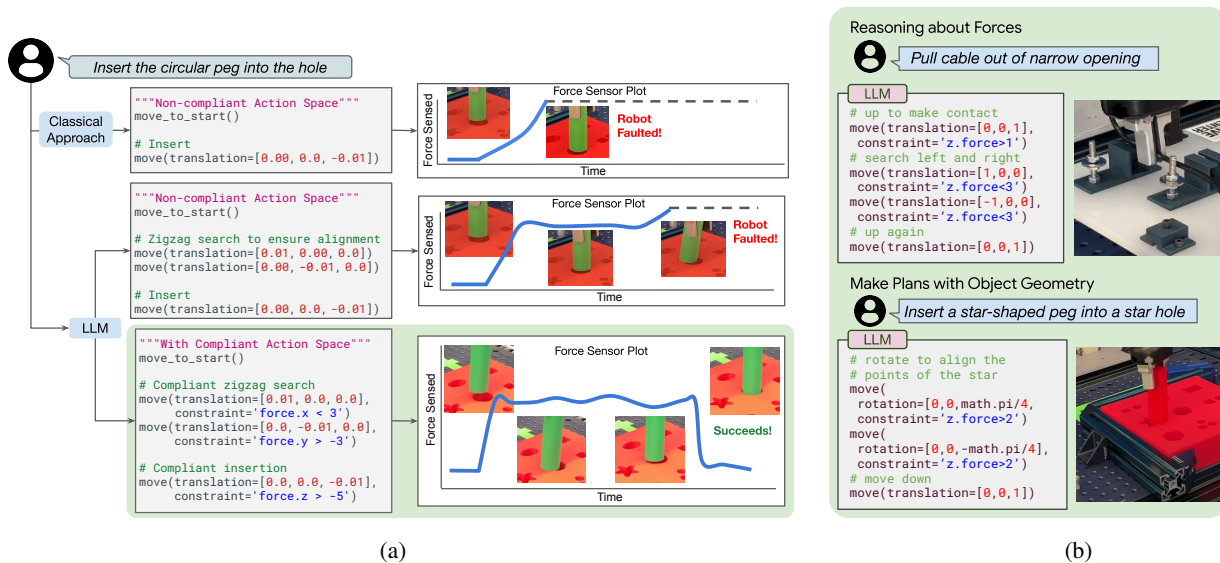 Insert the circular peg into the hole
Classical
Approach
"""Non-compliant Action Space"""
move_to_start()
# Insert
move(translation=[0.00, 0.0, -0.01])
Force Sensor Plot
Force Sensed
Robot
Faulted!
Time
LLM
"""Non-compliant Action Space"""
move_to_start()
# Zigzag search to ensure alignment
move(translation=[0.01, 0.00, 0.0])
move(translation=[0.00, -0.01, 0.0])
# Insert
move(translation=[0.00, 0.0, -0.01])
Force Sensor Plot
Force Sensed
Robot
Faulted!
Time
"""With Compliant Action Space"""
move_to_start()
# Compliant zigzag search
move(translation=[0.01, 0.0, 0.0],
constraint='force.x < 3')
move(translation=[0.0, -0.01, 0.0],
constraint='force.y > -3')
# Compliant insertion
move(translation=[0.0, 0.0, -0.01],
constraint='force.z > -5')
Force Sensor Plot
Force Sensed
Succeeds!
Time
(a)
Reasoning about Forces
Pull cable out of narrow opening
LLM
# up to make contact
move(translation=[0,0,1],
constraint='z.force>1')
# search left and right
move(translation=[1,0,0],
constraint='z.force<3')
move(translation=[-1,0,0],
constraint='z.force<3')
# up again
move(translation=[0,0,1])
Make Plans with Object Geometry
Insert a star-shaped peg into a star hole
LLM
# rotate to align the
# points of the star
move(
rotation=[0,0,math.pi/4,
constraint='z.force>2')
move(
rotation=[0,0,-math.pi/4],
constraint='z.force>2')
# move down
move(translation=[0,0,1])
(b)